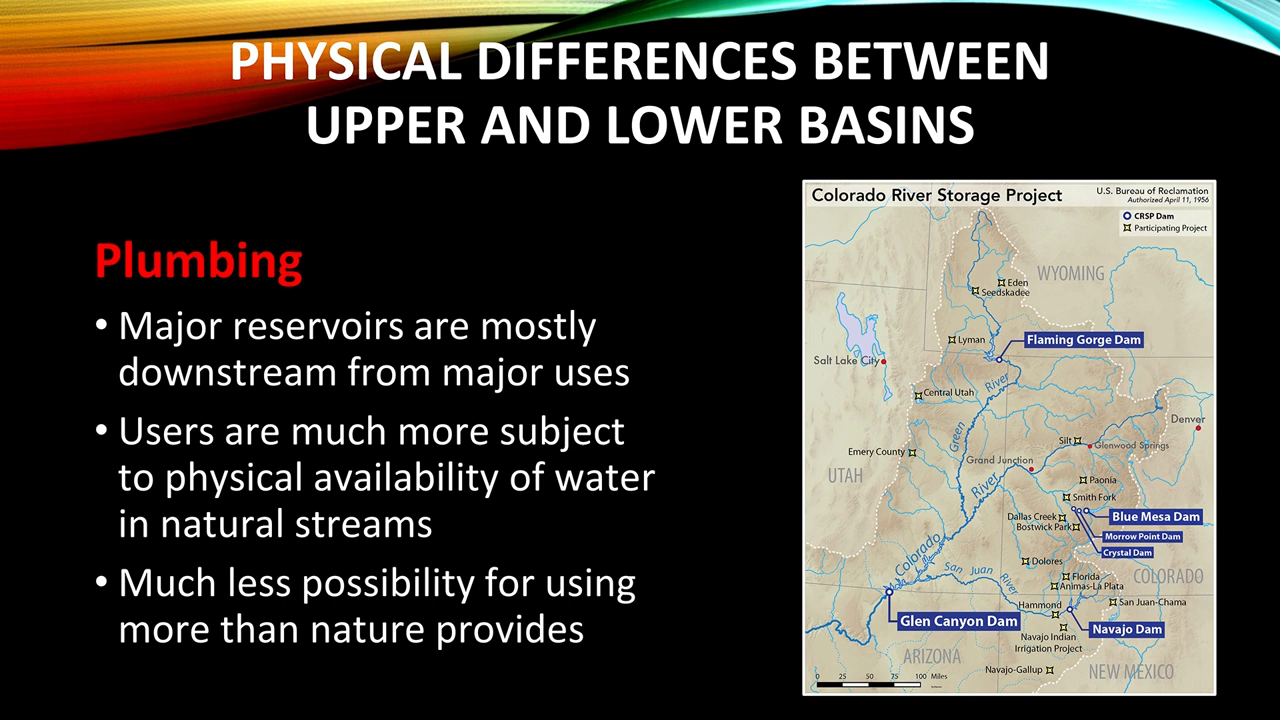 PHYSICAL DIFFERENCES BETWEEN
UPPER AND LOWER BASINS
Plumbing
• Major reservoirs are mostly
downstream from major uses
• Users are much more subject
to physical availability of water
in natural streams
• Much less possibility for using
more than nature provides
Colorado River Storage Project
U.S. Bureau of Reclamation
Authorized April 11, 1956
CRSP Dam
Participating Project
WYOMING
Eden
Seedskadee
Lyman
Flaming Gorge Dam
Salt Lake City
River
Central Utah
Denver
Green
Silt
Glenwood Springs
Emery County
Grand Junction
UTAH
River
Paonia
Smith Fork
Dallas Creek
Blue Mesa Dam
Bostwick Park
Morrow Point Dam
Crystal Dam
Colorado
Dolores
San Juan River
Florida
COLORADO
Animas-La Plata
Hammond
San Juan-Chama
Glen Canyon Dam
Navajo Dam
Navajo Indian
Irrigation Project
ARIZONA
Navajo-Gallup
NEW MEXICO
0 25 50 75 100 Miles